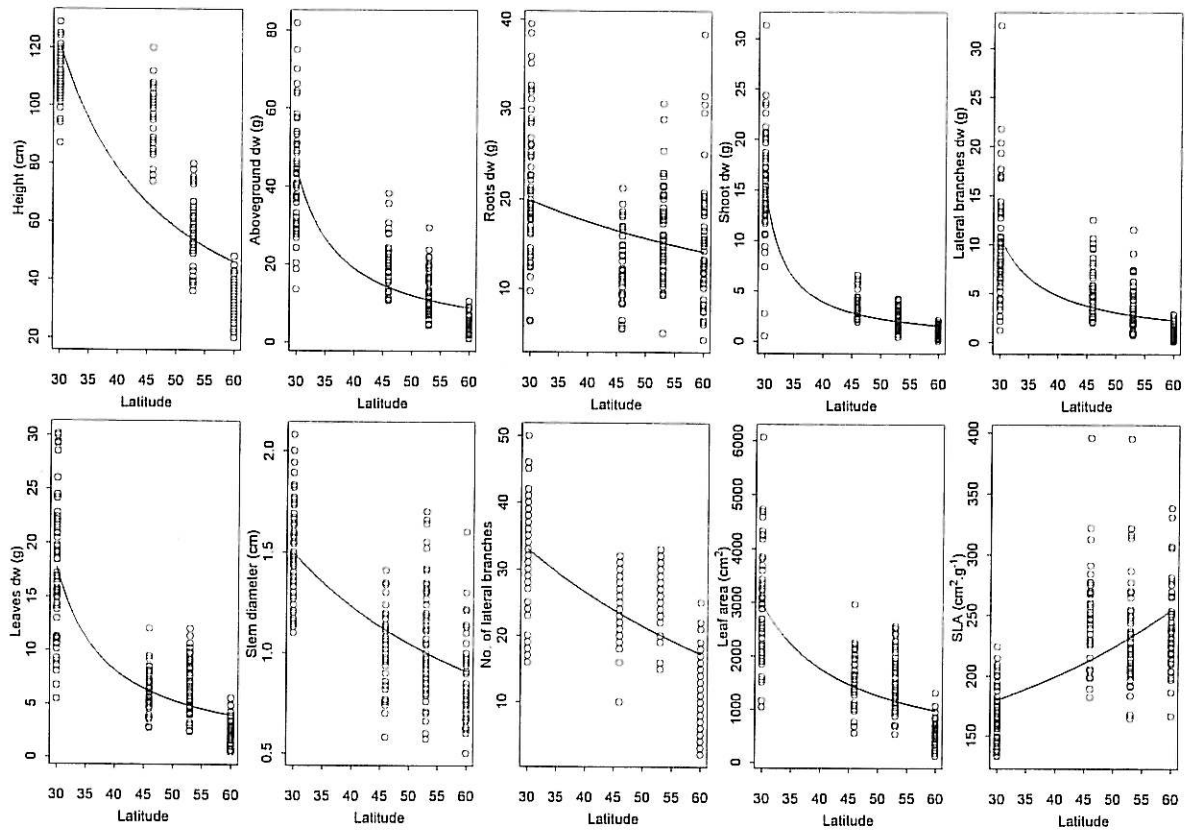 Height (cm)
20 40 60 80 100 120
30 35 40 45 50 55 60
Latitude
Aboveground dw (g)
0 20 40 60 80
30 35 40 45 50 55 60
Latitude
Roots dw (g)
10 20 30 40
30 35 40 45 50 55 60
Latitude
Shoot dw (g)
0 5 10 15 20 25 30
30 35 40 45 50 55 60
Latitude
Lateral branches dw (g)
0 5 10 15 20 25 30
30 35 40 45 50 55 60
Latitude
Leaves dw (g)
0 5 10 15 20 25 30
30 35 40 45 50 55 60
Latitude
Stem diameter (cm)
0.5 1.0 1.5 2.0
30 35 40 45 50 55 60
Latitude
No. of lateral branches
10 20 30 40 50
30 35 40 45 50 55 60
Latitude
Leaf area (cm²)
0 1000 2000 3000 4000 5000 6000
30 35 40 45 50 55 60
Latitude
SLA (cm²·g⁻¹)
150 200 250 300 350 400
30 35 40 45 50 55 60
Latitude